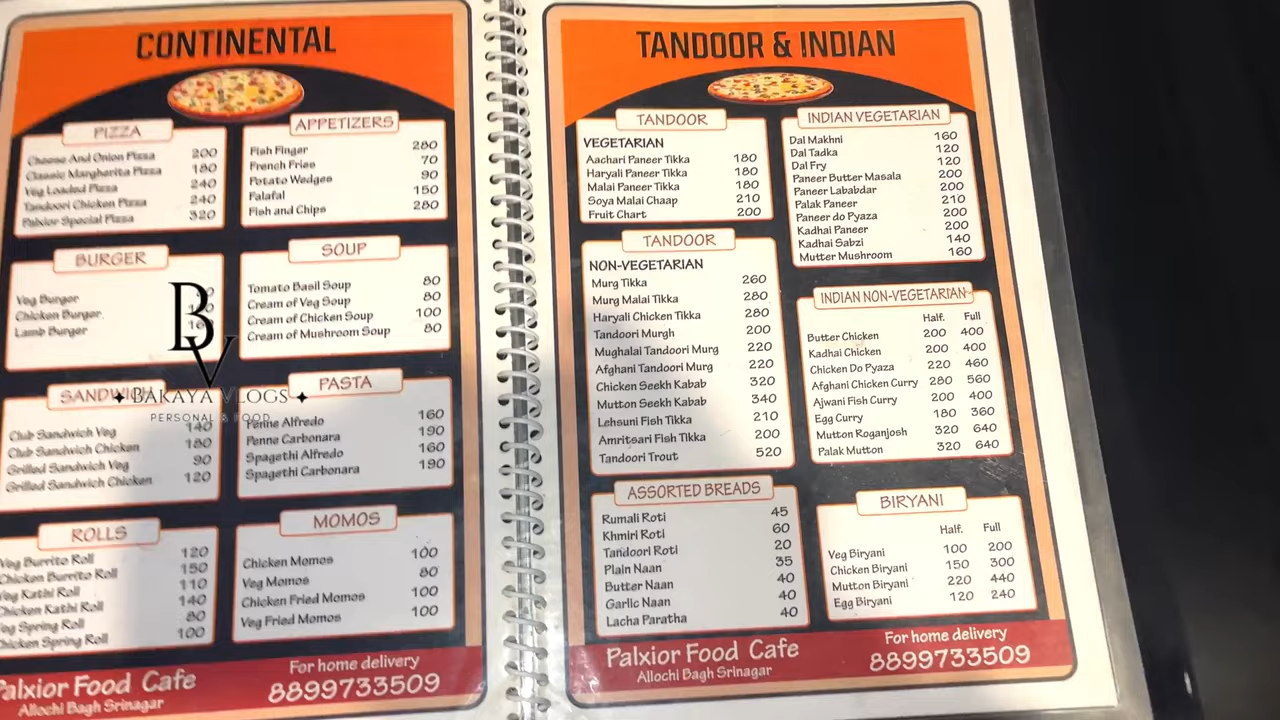 CONTINENTAL
PIZZA
Cheese And Onion Pizza 200
Classic Margherita Pizza 180
Veg Loaded Pizza 240
Tandoori Chicken Pizza 240
Palxior Special Pizza 320
APPETIZERS
Fish Finger 280
French Fries 70
Potato Wedges 90
Falafal 150
Fish and Chips 280
BURGER
Veg Burger
Chicken Burger
Lamb Burger
SOUP
Tomato Basil Soup 80
Cream of Veg Soup 80
Cream of Chicken Soup 100
Cream of Mushroom Soup 80
BV
BAKAYA VLOGS
PERSONAL & FOOD
SANDWICH
Club Sandwich Veg 140
Club Sandwich Chicken 180
Grilled Sandwich Veg 90
Grilled Sandwich Chicken 120
PASTA
Penne Alfredo 160
Penne Carbonara 190
Spagethi Alfredo 160
Spagethi Carbonara 190
ROLLS
Veg Burrito Roll 120
Chicken Burrito Roll 150
Veg Kathi Roll 110
Chicken Kathi Roll 140
Veg Spring Roll 80
Chicken Spring Roll 100
MOMOS
Chicken Momos 100
Veg Momos 80
Chicken Fried Momos 100
Veg Fried Momos 100
Palxior Food Cafe
Allochi Bagh Srinagar
For home delivery
8899733509
TANDOOR & INDIAN
TANDOOR
VEGETARIAN
Aachari Paneer Tikka 180
Haryali Paneer Tikka 180
Malai Paneer Tikka 180
Soya Malai Chaap 210
Fruit Chart 200
INDIAN VEGETARIAN
Dal Makhni 160
Dal Tadka 120
Dal Fry 120
Paneer Butter Masala 200
Paneer Lababdar 200
Palak Paneer 210
Paneer do Pyaza 200
Kadhai Paneer 200
Kadhai Sabzi 140
Mutter Mushroom 160
TANDOOR
NON-VEGETARIAN
Murg Tikka 260
Murg Malai Tikka 280
Haryali Chicken Tikka 280
Tandoori Murgh 200
Mughalai Tandoori Murg 220
Afghani Tandoori Murg 220
Chicken Seekh Kabab 320
Mutton Seekh Kabab 340
Lehsuni Fish Tikka 210
Amritsari Fish Tikka 200
Tandoori Trout 520
INDIAN NON-VEGETARIAN
Half. Full
Butter Chicken 200 400
Kadhai Chicken 200 400
Chicken Do Pyaza 220 460
Afghani Chicken Curry 280 560
Ajwani Fish Curry 200 400
Egg Curry 180 360
Mutton Roganjosh 320 640
Palak Mutton 320 640
ASSORTED BREADS
Rumali Roti 45
Khmiri Roti 60
Tandoori Roti 20
Plain Naan 35
Butter Naan 40
Garlic Naan 40
Lacha Paratha 40
BIRYANI
Half. Full
Veg Biryani 100 200
Chicken Biryani 150 300
Mutton Biryani 220 440
Egg Biryani 120 240
Palxior Food Cafe
Allochi Bagh Srinagar
For home delivery
8899733509